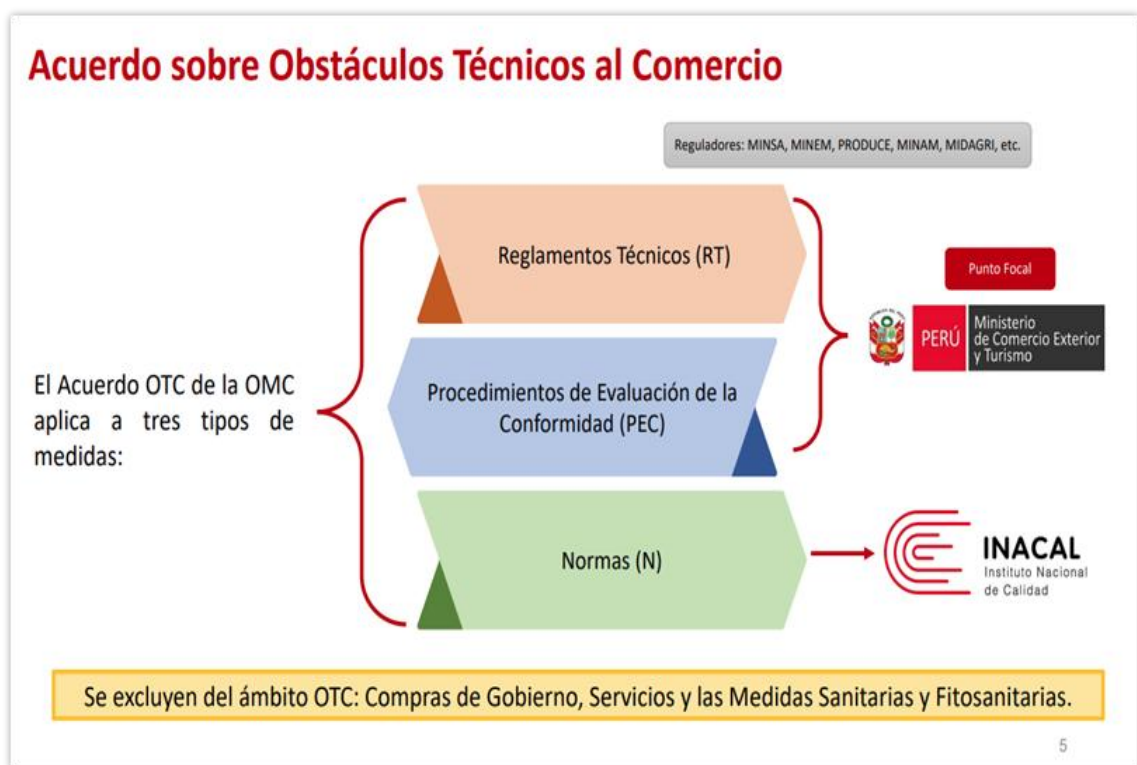 Acuerdo sobre Obstáculos Técnicos al Comercio
Reguladores: MINSA, MINEM, PRODUCE, MINAM, MIDAGRI, etc.
El Acuerdo OTC de la OMC
aplica a tres tipos de
medidas:
Reglamentos Técnicos (RT)
Procedimientos de Evaluación de la
Conformidad (PEC)
Normas (N)
Punto Focal
PERÚ
Ministerio
de Comercio Exterior
y Turismo
INACAL
Instituto Nacional
de Calidad
Se excluyen del ámbito OTC: Compras de Gobierno, Servicios y las Medidas Sanitarias y Fitosanitarias.
5